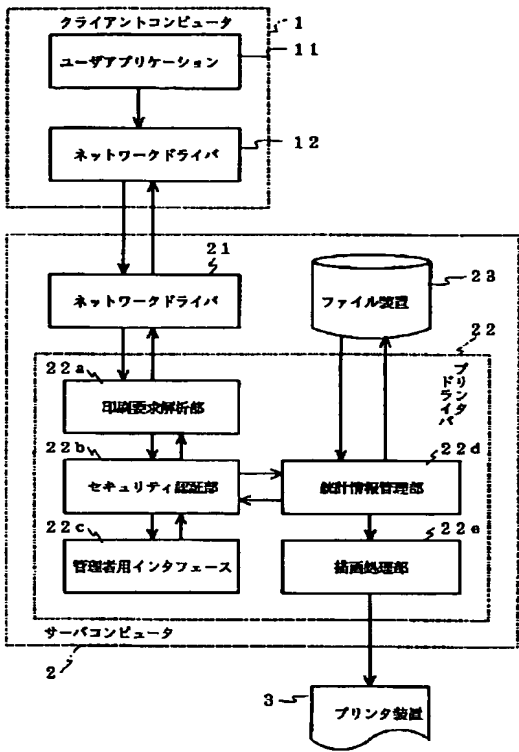 クライアントコンピュータ
1
ユーザアプリケーション
11
ネットワークドライバ
12
21
ネットワークドライバ
ファイル装置
23
22
プリンタ
ドライバ
22a
印刷要求解析部
22b
セキュリティ認証部
22d
統計情報管理部
22c
管理者用インタフェース
22e
描画処理部
サーバコンピュータ
2
3
プリンタ装置